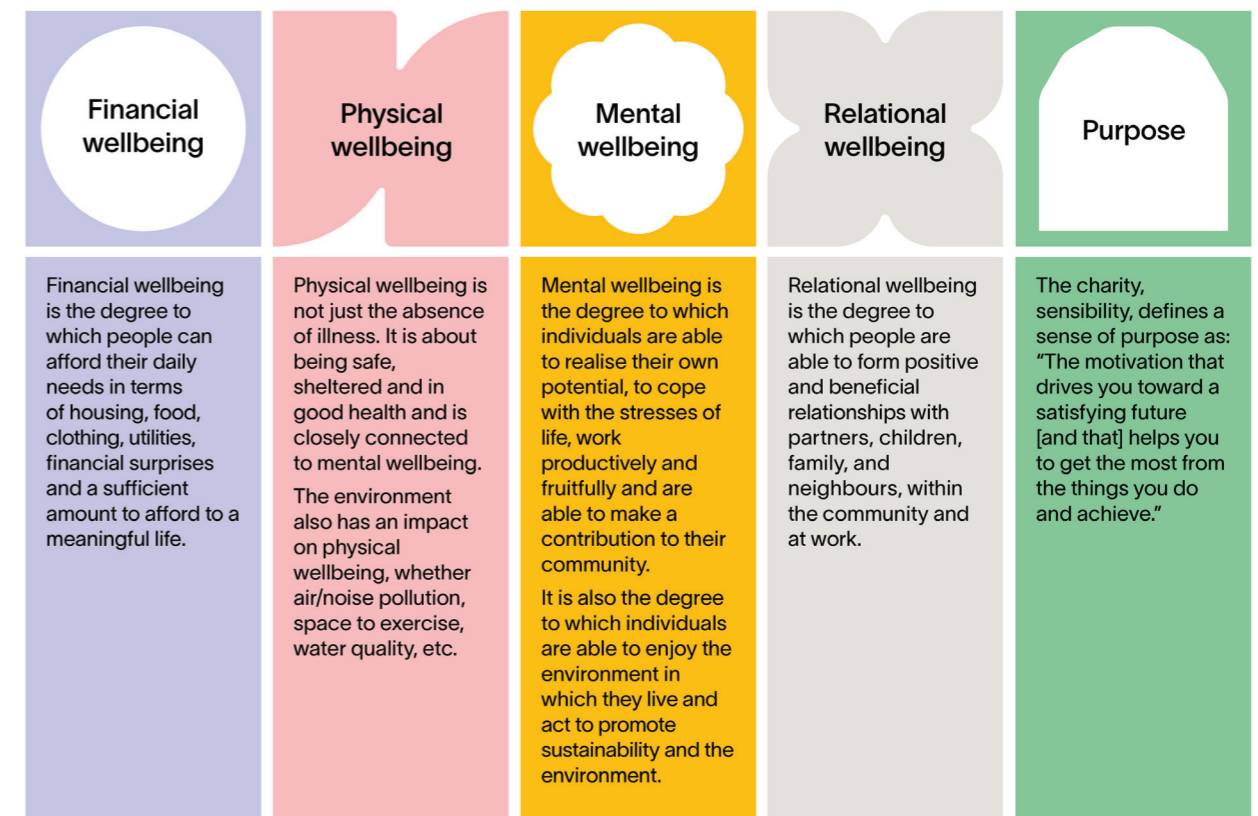 Financial
wellbeing
Physical
wellbeing
Mental
wellbeing
Relational
wellbeing
Purpose
Financial wellbeing
is the degree to
which people can
afford their daily
needs in terms
of housing, food,
clothing, utilities,
financial surprises
and a sufficient
amount to afford to a
meaningful life.
Physical wellbeing is
not just the absence
of illness. It is about
being safe,
sheltered and in
good health and is
closely connected
to mental wellbeing.
The environment
also has an impact
on physical
wellbeing, whether
air/noise pollution,
space to exercise,
water quality, etc.
Mental wellbeing is
the degree to which
individuals are able
to realise their own
potential, to cope
with the stresses of
life, work
productively and
fruitfully and are
able to make a
contribution to their
community.
It is also the degree
to which individuals
are able to enjoy the
environment in
which they live and
act to promote
sustainability and the
environment.
Relational wellbeing
is the degree to
which people are
able to form positive
and beneficial
relationships with
partners, children,
family, and
neighbours, within
the community and
at work.
The charity,
sensibility, defines a
sense of purpose as:
“The motivation that
drives you toward a
satisfying future
[and that] helps you
to get the most from
the things you do
and achieve.”